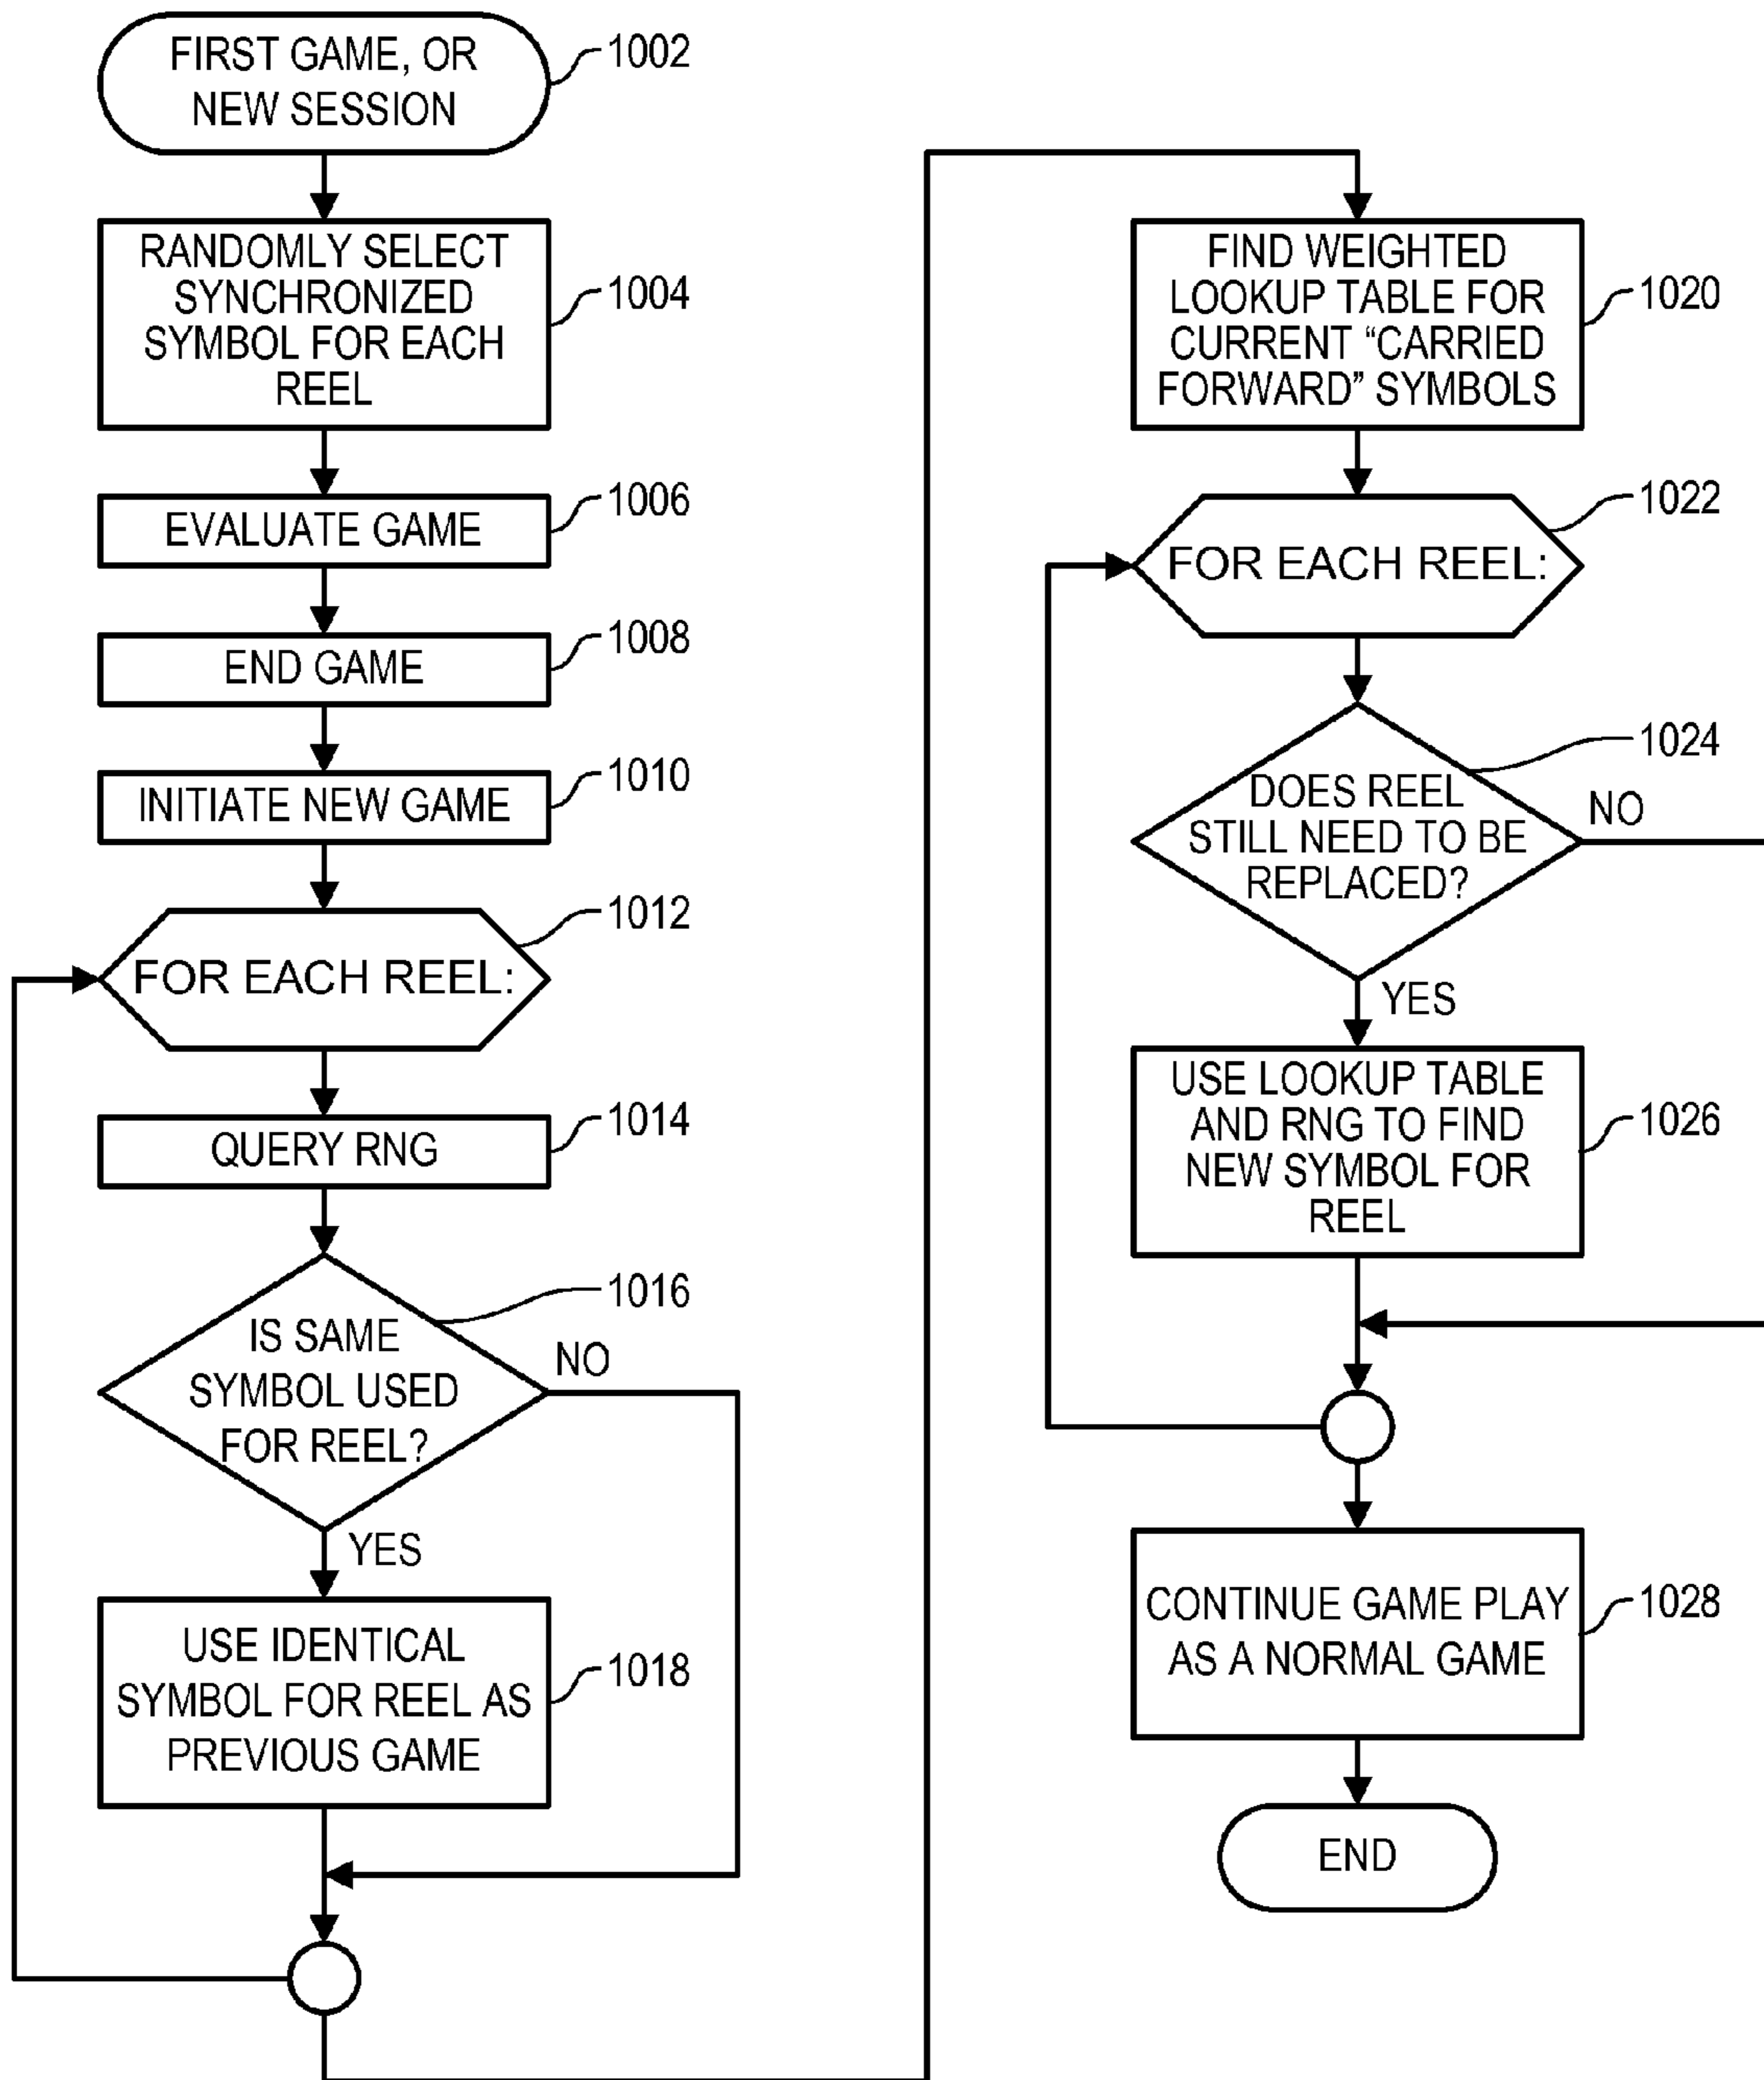 FIRST GAME, OR
NEW SESSION
1002
RANDOMLY SELECT
SYNCHRONIZED
SYMBOL FOR EACH
REEL
1004
EVALUATE GAME
1006
END GAME
1008
INITIATE NEW GAME
1010
FOR EACH REEL:
1012
QUERY RNG
1014
IS SAME
SYMBOL USED
FOR REEL?
1016
NO
YES
USE IDENTICAL
SYMBOL FOR REEL AS
PREVIOUS GAME
1018
FIND WEIGHTED
LOOKUP TABLE FOR
CURRENT “CARRIED
FORWARD” SYMBOLS
1020
FOR EACH REEL:
1022
DOES REEL
STILL NEED TO BE
REPLACED?
1024
NO
YES
USE LOOKUP TABLE
AND RNG TO FIND
NEW SYMBOL FOR
REEL
1026
CONTINUE GAME PLAY
AS A NORMAL GAME
1028
END